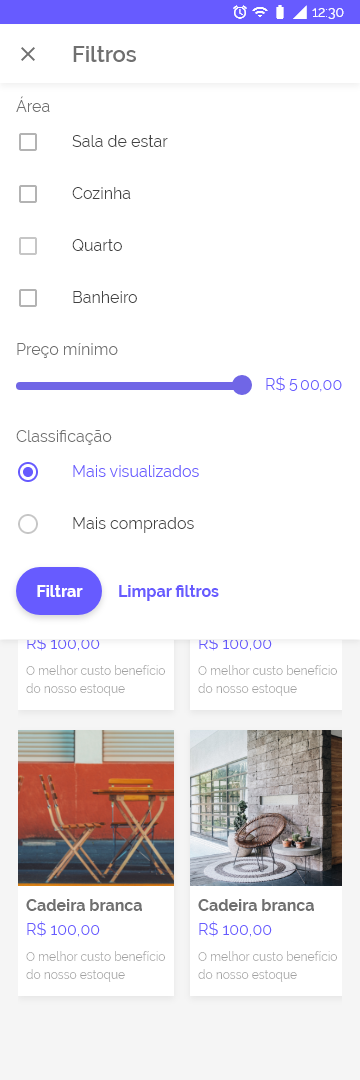 12:30
Filtros
Área
Sala de estar
Cozinha
Quarto
Banheiro
Preço mínimo
R$ 500,00
Classificação
Mais visualizados
Mais comprados
Filtrar Limpar filtros
R$ 100,00 R$ 100,00
O melhor custo benefício O melhor custo benefício
do nosso estoque do nosso estoque
Cadeira branca Cadeira branca
R$ 100,00 R$ 100,00
O melhor custo benefício O melhor custo benefício
do nosso estoque do nosso estoque